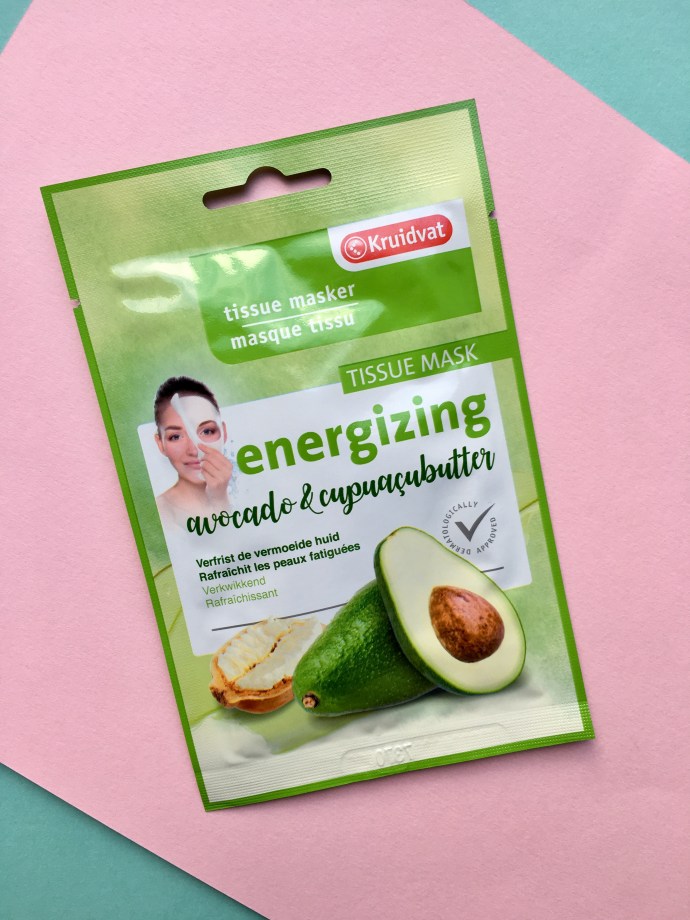 Kruidvat
tissue masker
masque tissu
TISSUE MASK
energizing
avocado & cupuaçubutter
DERMATOLOGICALLY APPROVED
Verfrist de vermoeide huid
Rafraîchit les peaux fatiguées
Verkwikkend
Rafraichissant